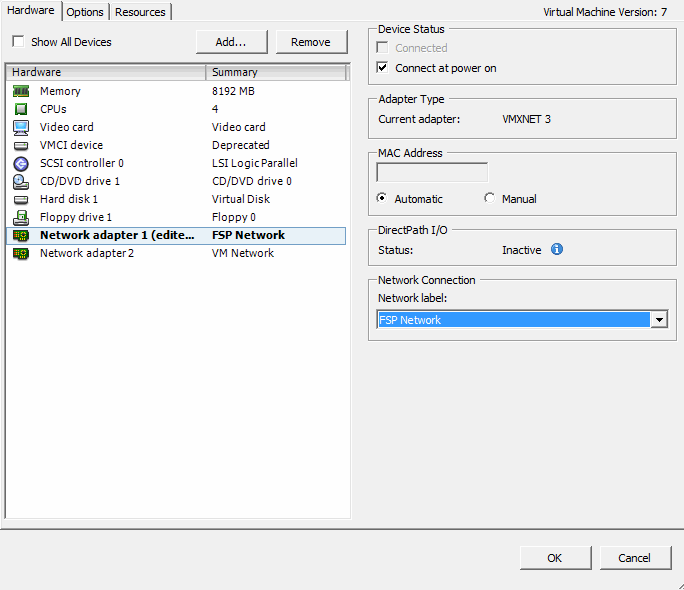 Hardware Options Resources Virtual Machine Version: 7
Show All Devices Add... Remove
Hardware Summary
Memory 8192 MB
CPUs 4
Video card Video card
VMCI device Deprecated
SCSI controller 0 LSI Logic Parallel
CD/DVD drive 1 CD/DVD drive 0
Hard disk 1 Virtual Disk
Floppy drive 1 Floppy 0
Network adapter 1 (edite... FSP Network
Network adapter 2 VM Network
Device Status
Connected
Connect at power on
Adapter Type
Current adapter: VMXNET 3
MAC Address
Automatic Manual
DirectPath I/O
Status: Inactive
Network Connection
Network label:
FSP Network
OK Cancel